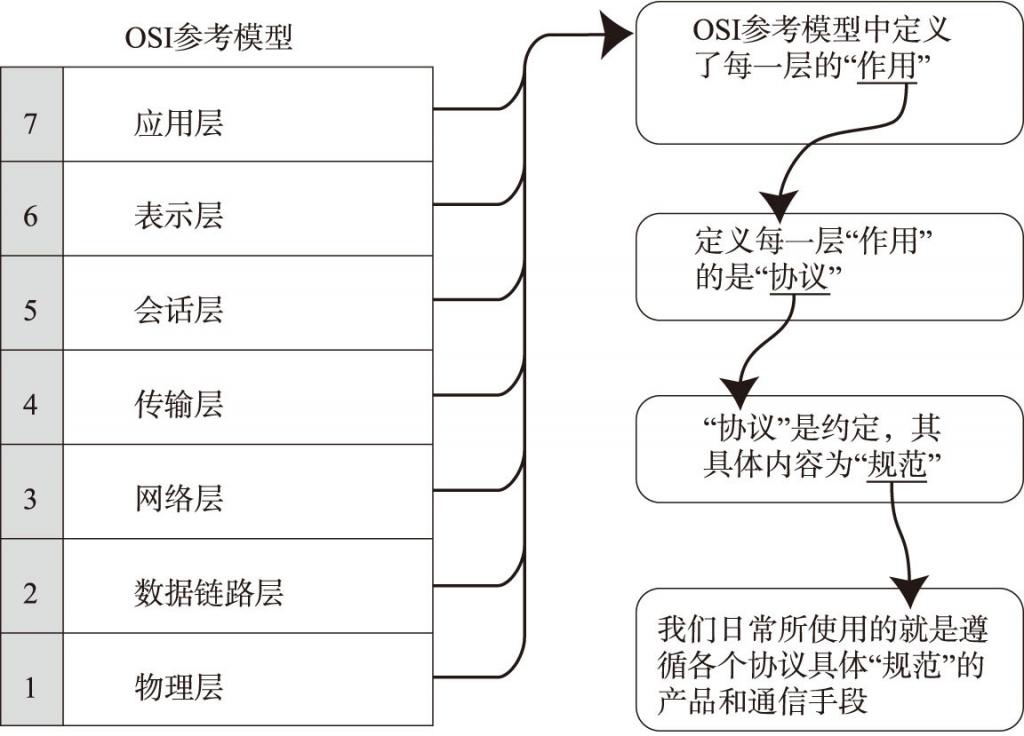 OSI参考模型
7 应用层
6 表示层
5 会话层
4 传输层
3 网络层
2 数据链路层
1 物理层
OSI参考模型中定义
了每一层的“作用”
定义每一层“作用”
的是“协议”
“协议”是约定，其
具体内容为“规范”
我们日常所使用的就是遵
循各个协议具体“规范”的
产品和通信手段